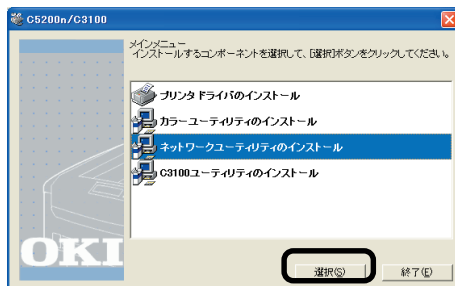 C5200n/C3100
メインメニュー
インストールするコンポーネントを選択して、[選択]ボタンをクリックしてください。
プリンタ ドライバのインストール
カラーユーティリティのインストール
ネットワークユーティリティのインストール
C3100ユーティリティのインストール
OKI
選択(S)
終了(E)